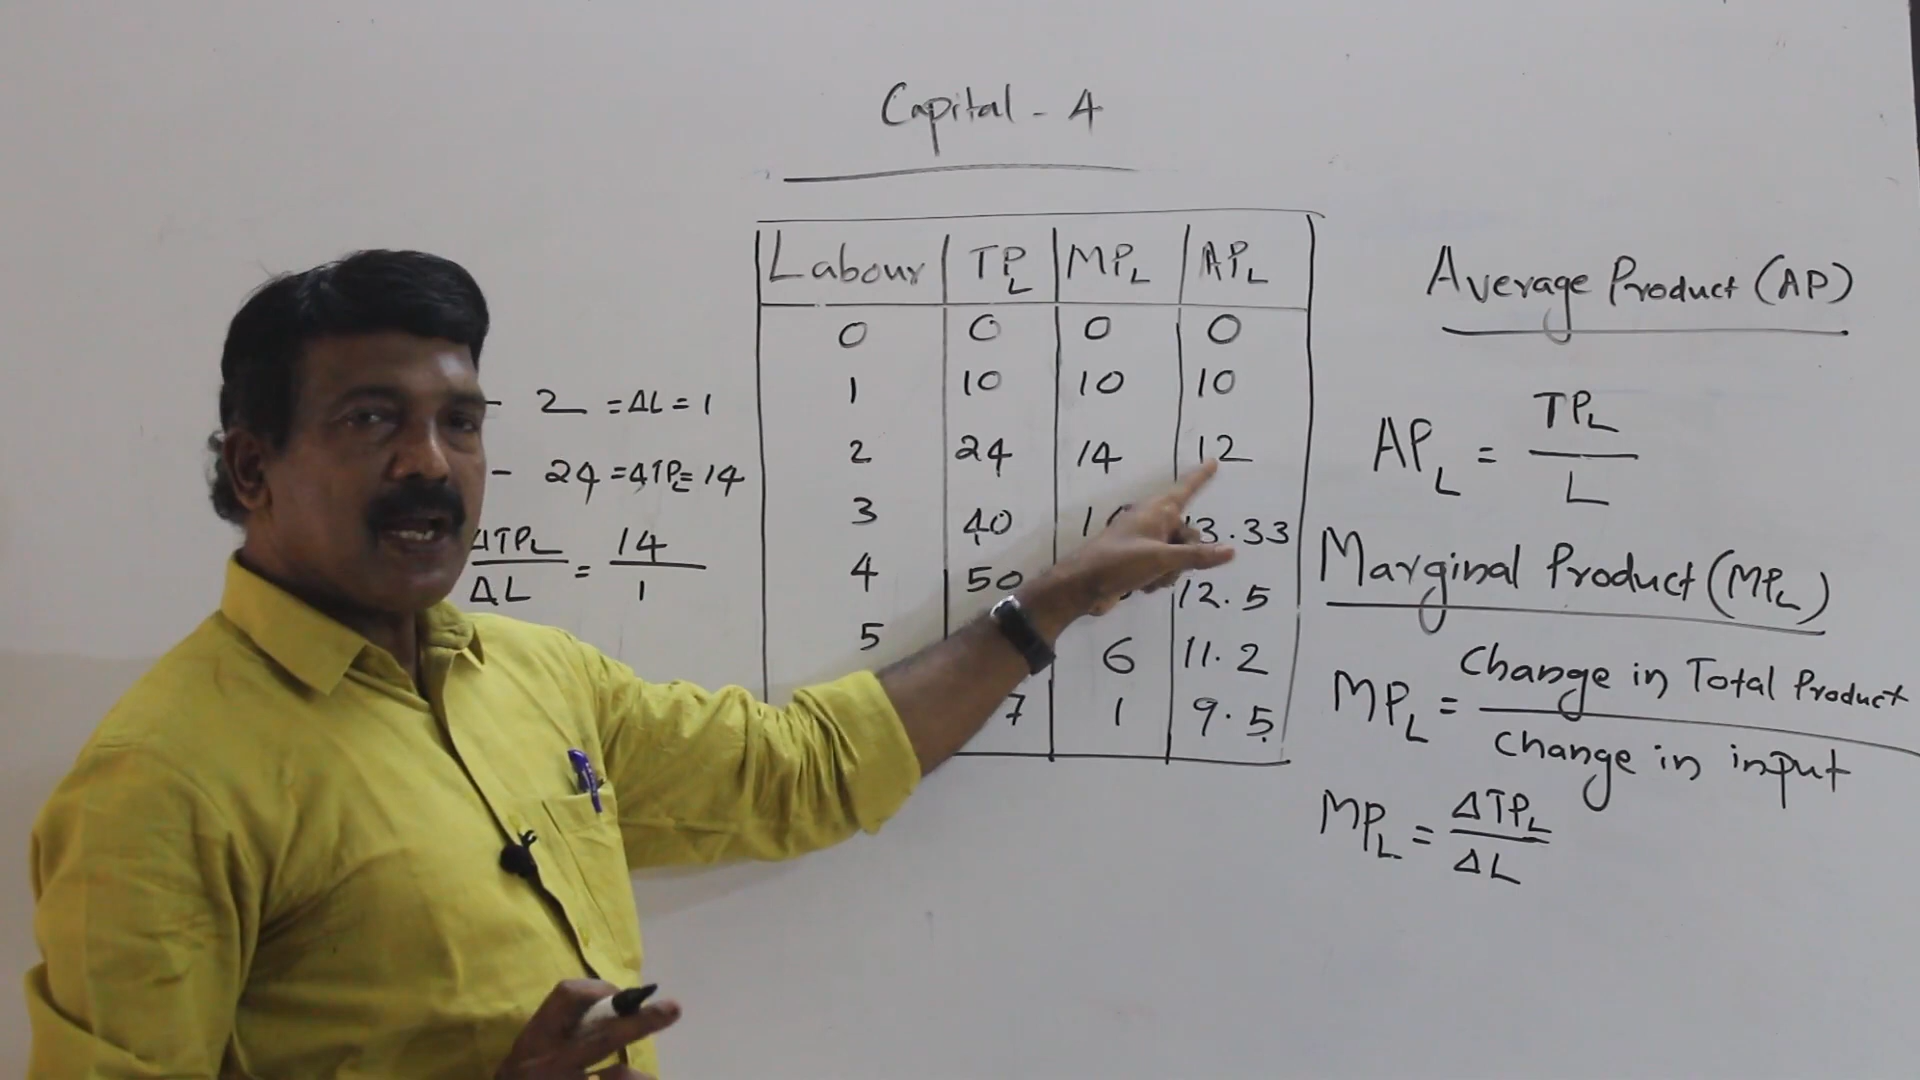 Capital - 4
Labour TPL MPL APL
0 0 0 0
1 10 10 10
2 24 14 12
3 40 13.33
4 50 12.5
5 6 11.2
7 1 9.5
- 2 = ΔL = 1
- 24 = ΔTPL = 14
ΔTPL / ΔL = 14 / 1
Average Product (AP)
APL = TPL / L
Marginal Product (MPL)
MPL = Change in Total Product / Change in input
MPL = ΔTPL / ΔL